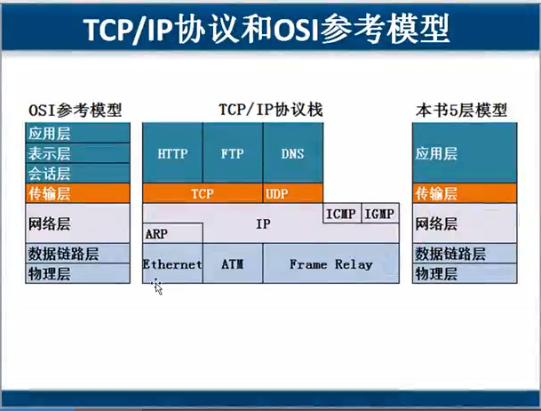 TCP/IP协议和OSI参考模型
OSI参考模型
TCP/IP协议栈
本书5层模型
应用层
表示层
会话层
传输层
网络层
数据链路层
物理层
HTTP
FTP
DNS
TCP
UDP
ICMP
IGMP
IP
ARP
Ethernet
ATM
Frame Relay
应用层
传输层
网络层
数据链路层
物理层